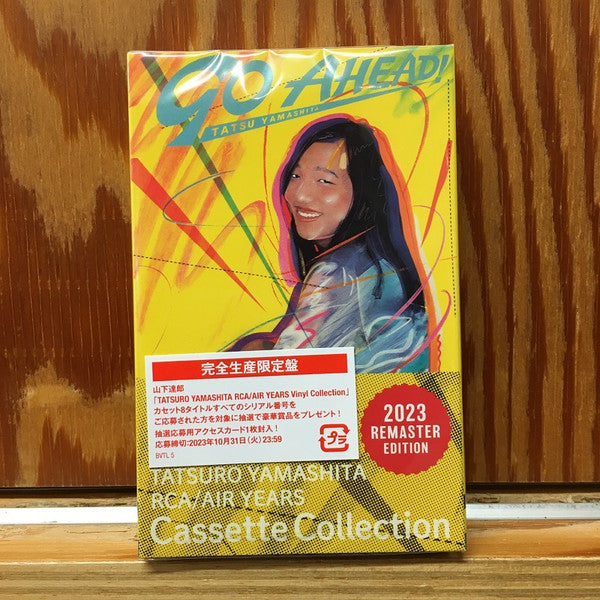 GO AHEAD!
TATSU YAMASHITA
完全生産限定盤
山下達郎
「TATSURO YAMASHITA RCA/AIR YEARS Vinyl Collection」
カセット8タイトルすべてのシリアル番号を
ご応募された方を対象に抽選で豪華賞品をプレゼント！
抽選応募用アクセスカード1枚封入！
応募締切：2023年10月31日（火）23:59
BVTL 5
プラ
2023
REMASTER
EDITION
TATSURO YAMASHITA
RCA/AIR YEARS
Cassette Collection